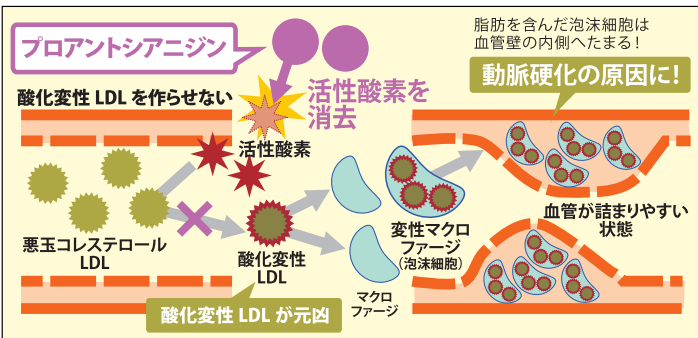 プロアントシアニジン
酸化変性 LDL を作らせない
活性酸素を
消去
活性酸素
悪玉コレステロール
LDL
酸化変性
LDL
酸化変性 LDL が元凶
マクロ
ファージ
変性マクロ
ファージ
(泡沫細胞)
脂肪を含んだ泡沫細胞は
血管壁の内側へたまる!
動脈硬化の原因に!
血管が詰まりやすい
状態